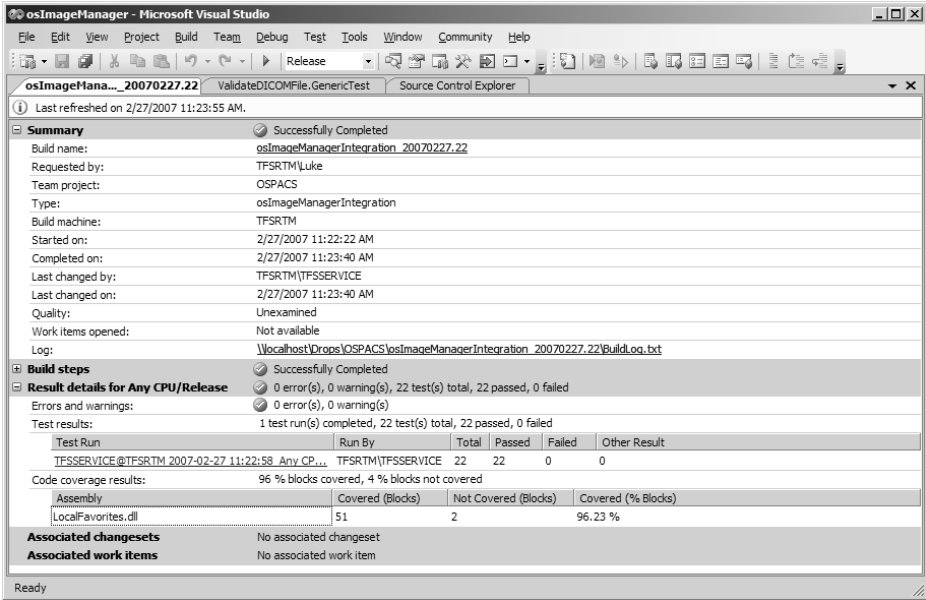 osImageManager - Microsoft Visual Studio
File Edit View Project Build Team Debug Test Tools Window Community Help
Release
osImageMana..._20070227.22 ValidateDICOMFile.GenericTest Source Control Explorer
Last refreshed on 2/27/2007 11:23:55 AM.
Summary Successfully Completed
Build name: osImageManagerIntegration_20070227.22
Requested by: TFSRTM\Luke
Team project: OSPACS
Type: osImageManagerIntegration
Build machine: TFSRTM
Started on: 2/27/2007 11:22:22 AM
Completed on: 2/27/2007 11:23:40 AM
Last changed by: TFSRTM\TFSSERVICE
Last changed on: 2/27/2007 11:23:40 AM
Quality: Unexamined
Work items opened: Not available
Log: \\localhost\Drops\OSPACS\osImageManagerIntegration_20070227.22\BuildLog.txt
Build steps Successfully Completed
Result details for Any CPU/Release 0 error(s), 0 warning(s), 22 test(s) total, 22 passed, 0 failed
Errors and warnings: 0 error(s), 0 warning(s)
Test results: 1 test run(s) completed, 22 test(s) total, 22 passed, 0 failed
Test Run Run By Total Passed Failed Other Result
TFSSERVICE@TFSRTM 2007-02-27 11:22:58_Any CP... TFSRTM\TFSSERVICE 22 22 0 0
Code coverage results: 96 % blocks covered, 4 % blocks not covered
Assembly Covered (Blocks) Not Covered (Blocks) Covered (% Blocks)
LocalFavorites.dll 51 2 96.23 %
Associated changesets No associated changeset
Associated work items No associated work item
Ready